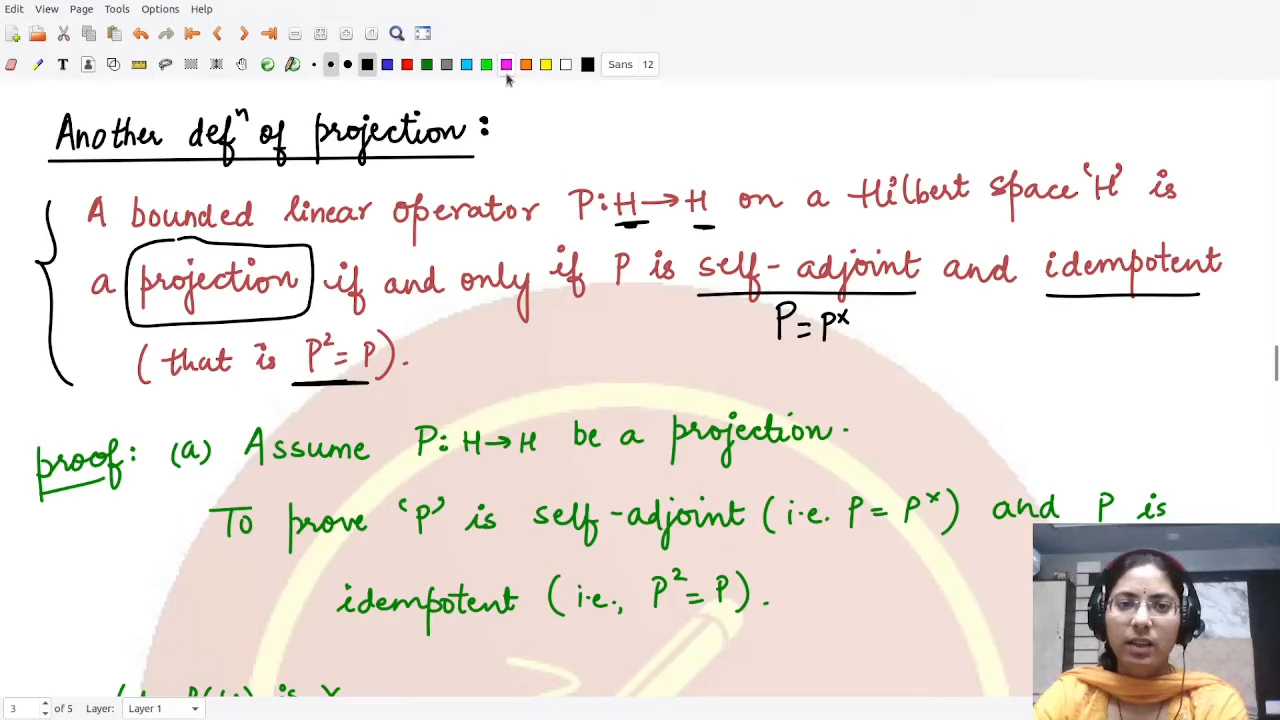 Edit View Page Tools Options Help
Sans 12
Another defⁿ of projection:
A bounded linear operator P: H→H on a Hilbert space 'H' is
a projection if and only if P is self-adjoint and idempotent
P = Pˣ
(that is P² = P).
proof: (a) Assume P: H→H be a projection.
To prove 'P' is self-adjoint (i.e. P = Pˣ) and P is
idempotent (i.e., P² = P).
3 of 5 Layer: Layer 1